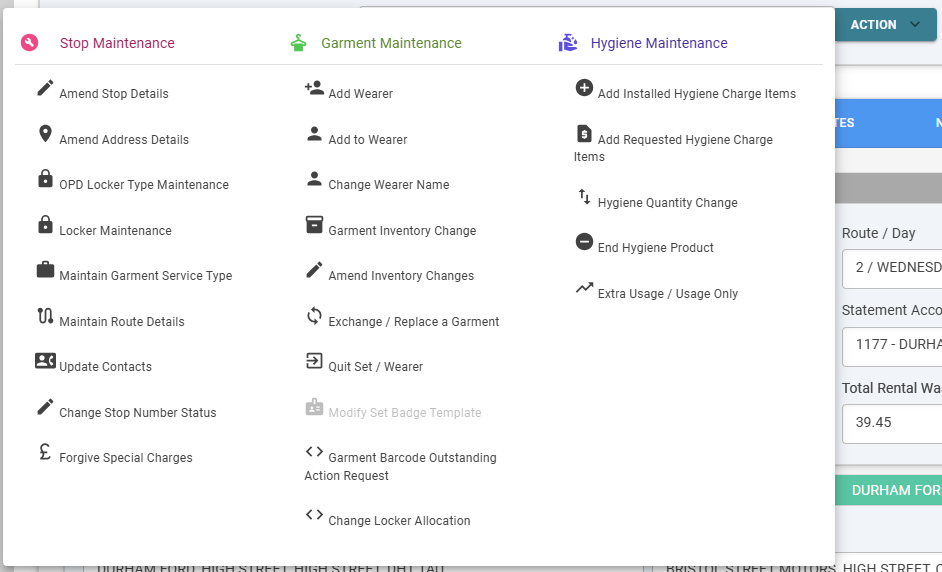 ACTION
Stop Maintenance
Amend Stop Details
Amend Address Details
OPD Locker Type Maintenance
Locker Maintenance
Maintain Garment Service Type
Maintain Route Details
Update Contacts
Change Stop Number Status
Forgive Special Charges
Garment Maintenance
Add Wearer
Add to Wearer
Change Wearer Name
Garment Inventory Change
Amend Inventory Changes
Exchange / Replace a Garment
Quit Set / Wearer
Modify Set Badge Template
Garment Barcode Outstanding
Action Request
Change Locker Allocation
Hygiene Maintenance
Add Installed Hygiene Charge Items
Add Requested Hygiene Charge
Items
Hygiene Quantity Change
End Hygiene Product
Extra Usage / Usage Only
TES
Route / Day
2 / WEDNESD
Statement Acco
1177 - DURHA
Total Rental Wa
39.45
DURHAM FOR
DURHAM FORD, HIGH STREET, HIGH STREET,
BRISTOL STREET MOTORS, HIGH STREET,